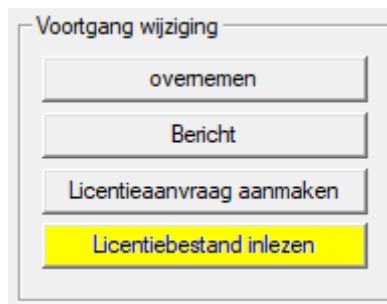 Voortgang wijziging
overnemen
Bericht
Licentieaanvraag aanmaken
Licentiebestand inlezen